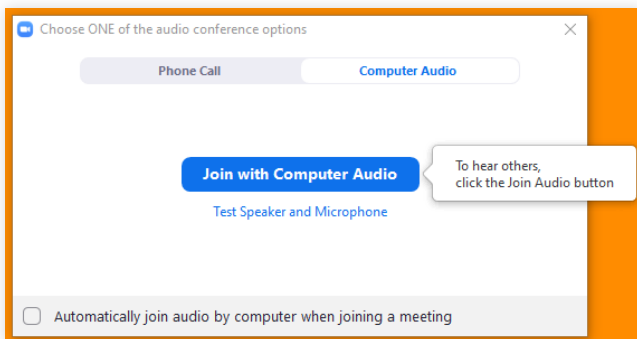 Choose ONE of the audio conference options
Phone Call
Computer Audio
Join with Computer Audio
To hear others,
click the Join Audio button
Test Speaker and Microphone
Automatically join audio by computer when joining a meeting